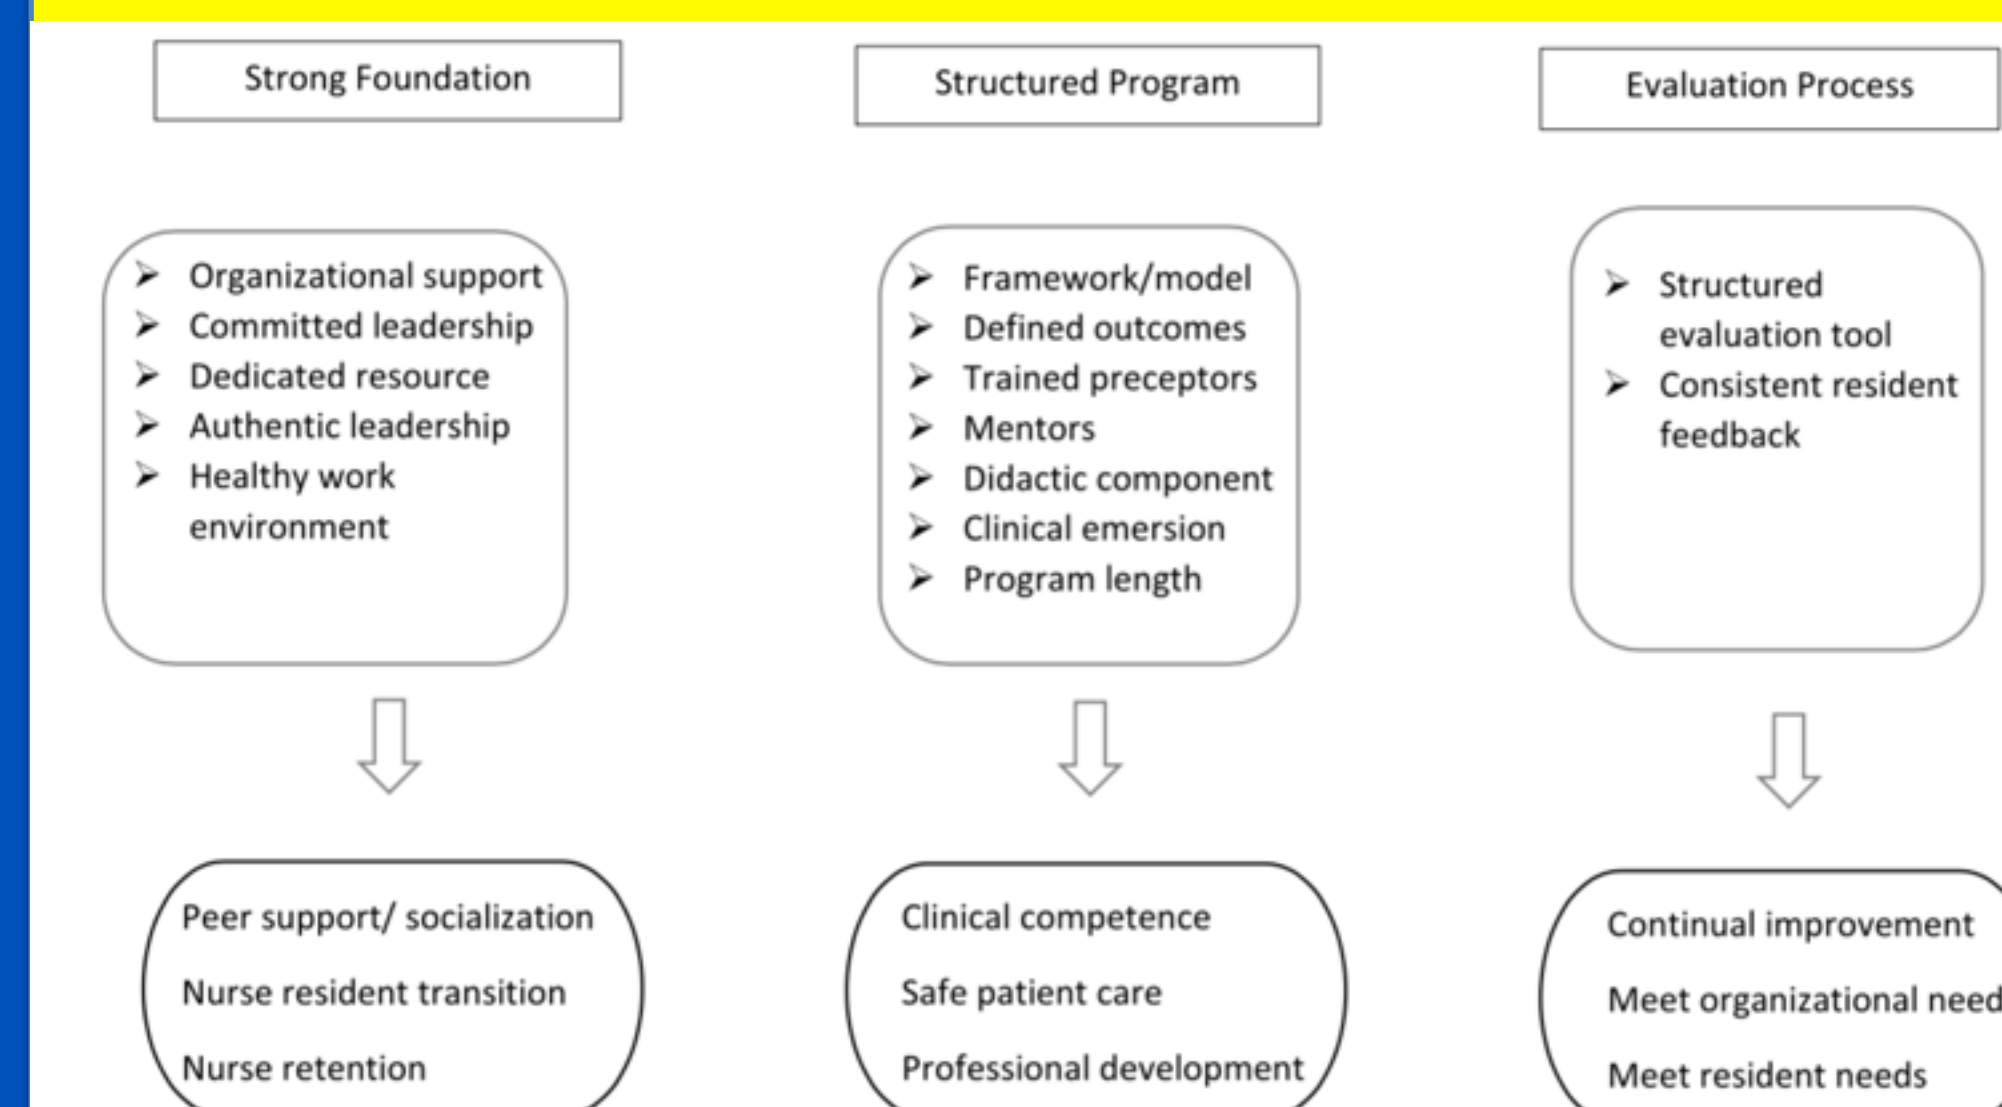 Strong Foundation
Organizational support
Committed leadership
Dedicated resource
Authentic leadership
Healthy work
environment
Peer support/ socialization
Nurse resident transition
Nurse retention
Structured Program
Framework/model
Defined outcomes
Trained preceptors
Mentors
Didactic component
Clinical emersion
Program length
Clinical competence
Safe patient care
Professional development
Evaluation Process
Structured
evaluation tool
Consistent resident
feedback
Continual improvement
Meet organizational need
Meet resident needs